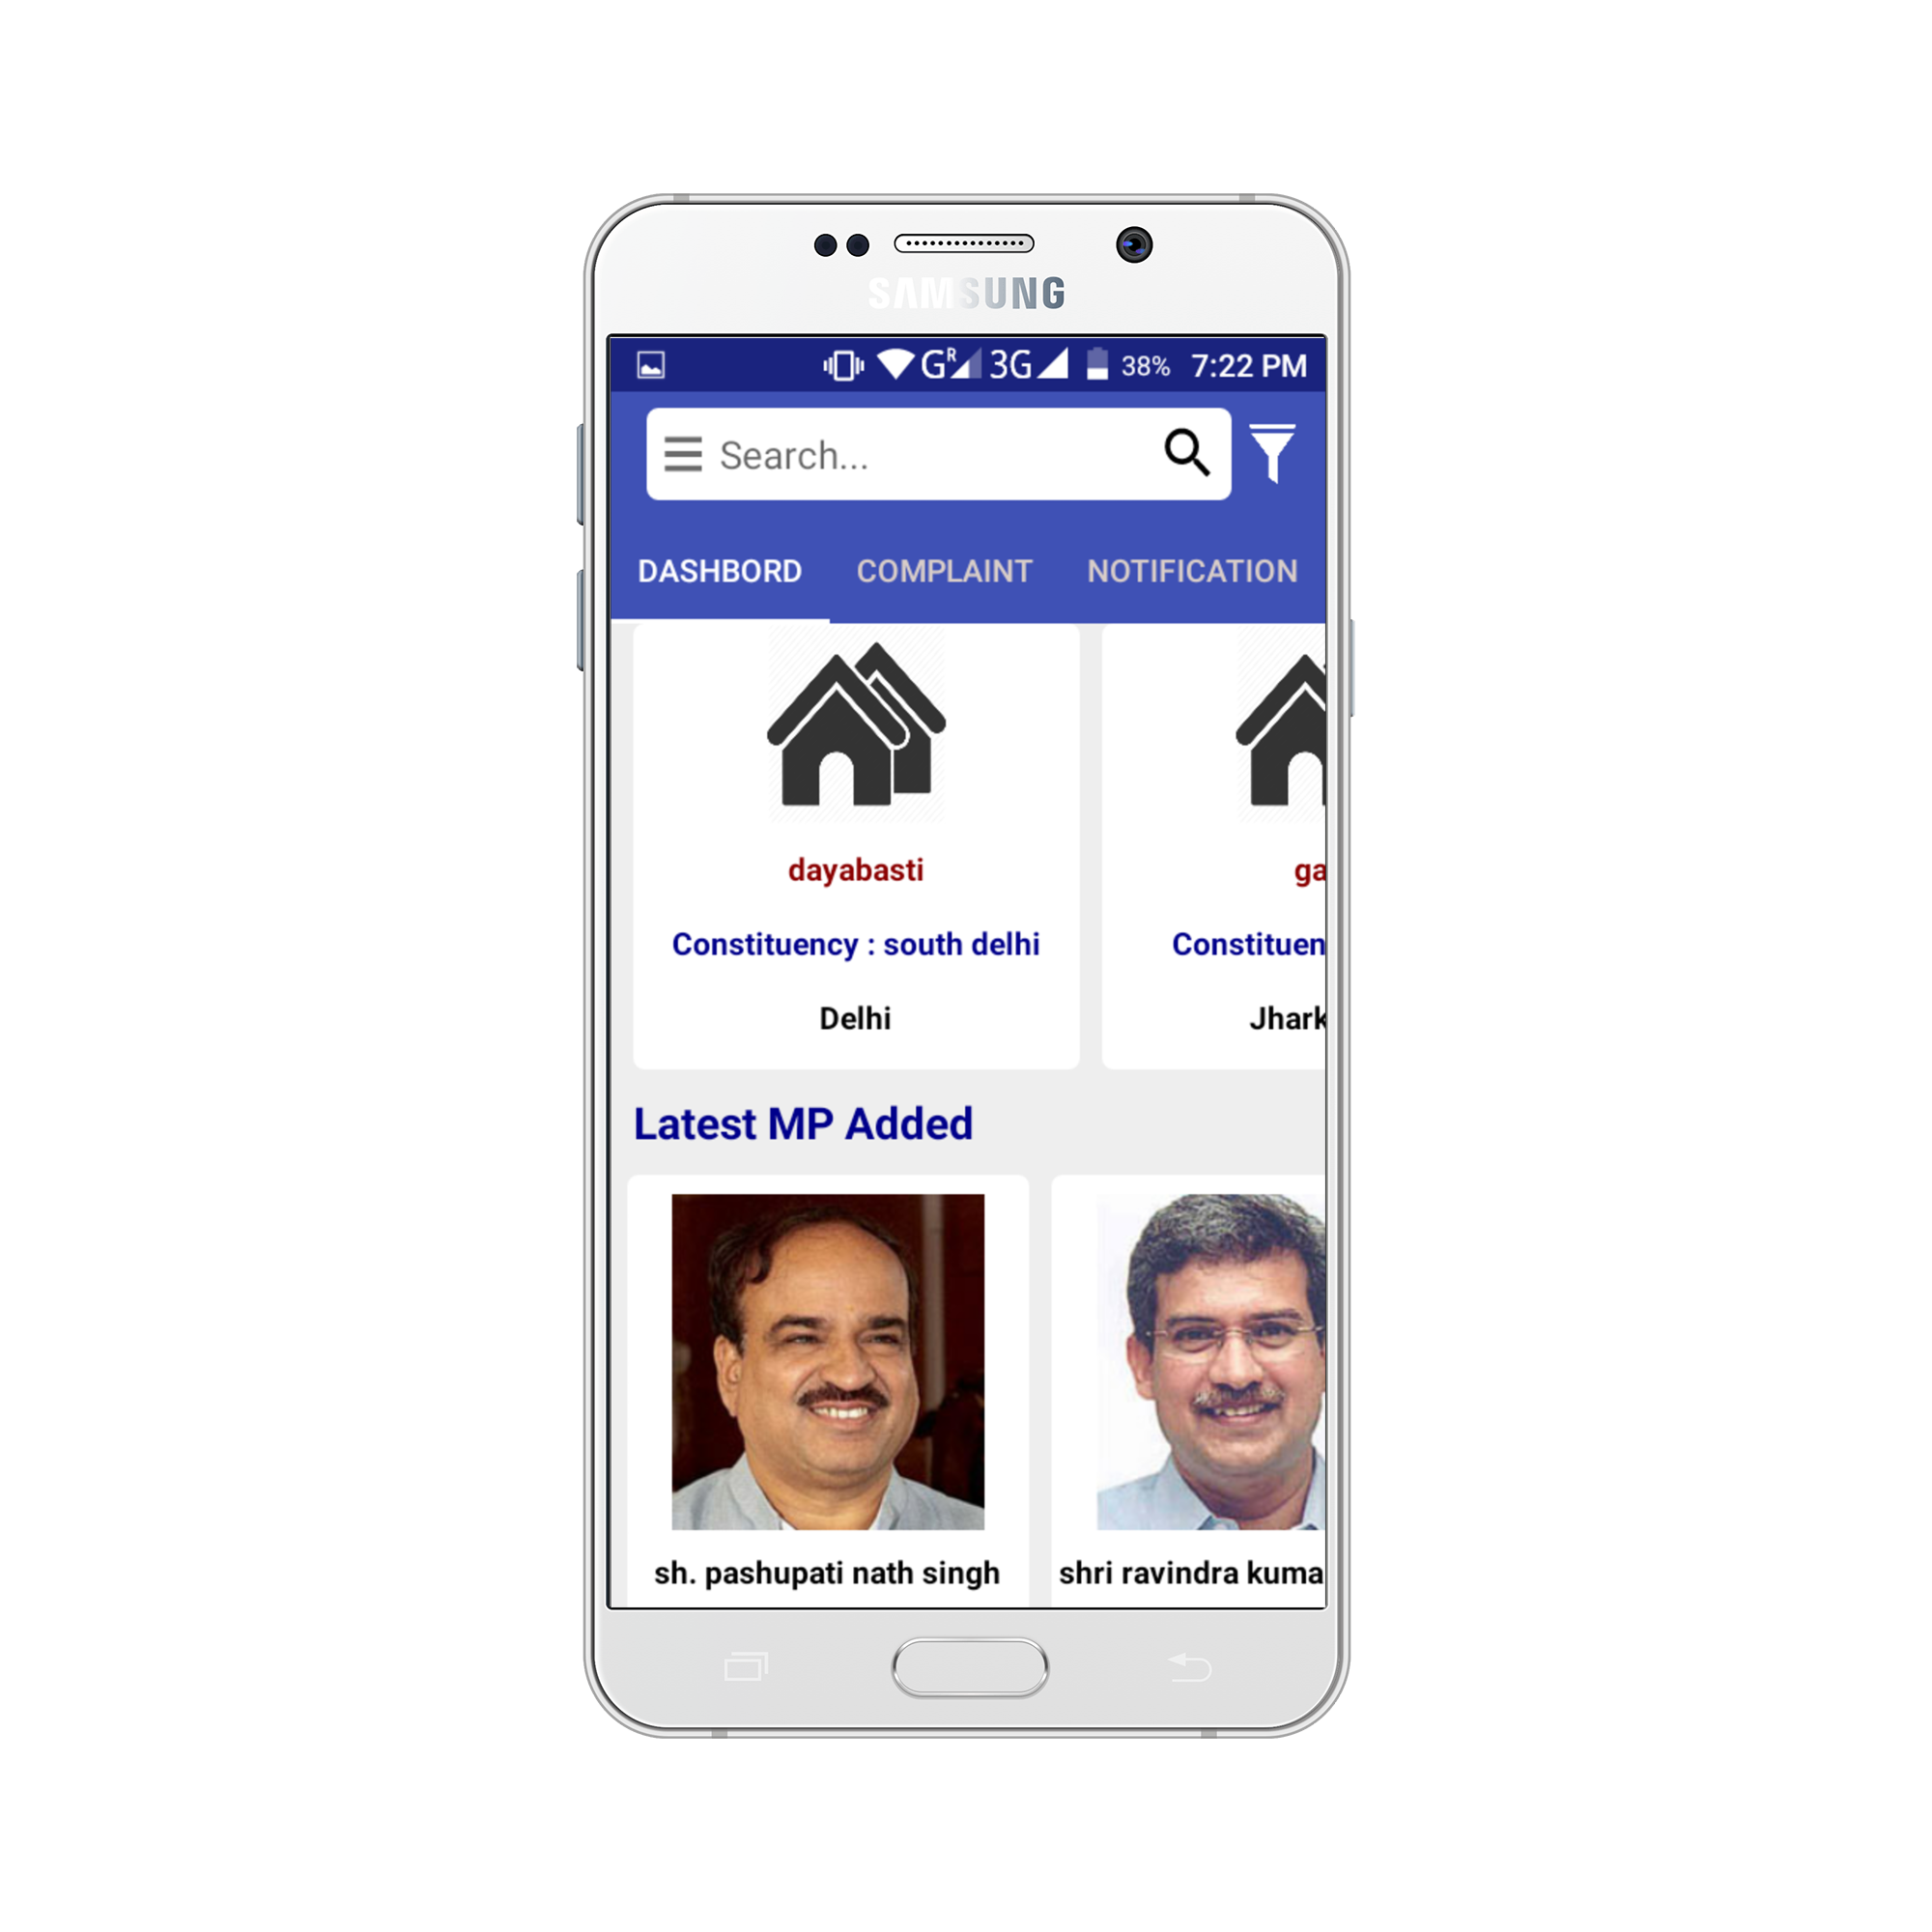 SAMSUNG
G R 3G 38% 7:22 PM
Search...
DASHBORD COMPLAINT NOTIFICATION
dayabasti ga
Constituency : south delhi Constituen
Delhi Jhark
Latest MP Added
sh. pashupati nath singh shri ravindra kuma